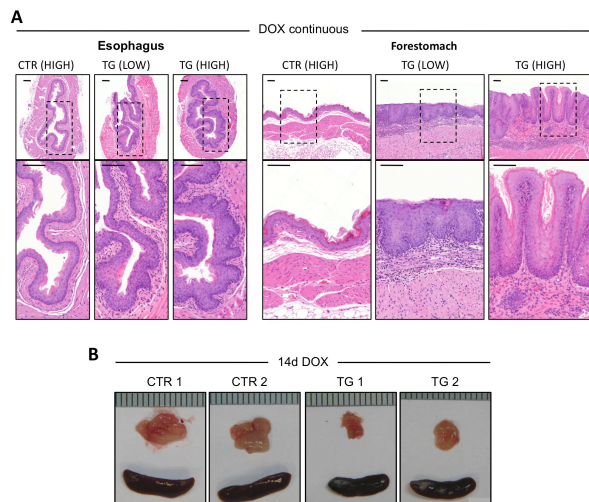 A
DOX continuous
Esophagus
Forestomach
CTR (HIGH) TG (LOW) TG (HIGH) CTR (HIGH) TG (LOW) TG (HIGH)
B
14d DOX
CTR 1 CTR 2 TG 1 TG 2